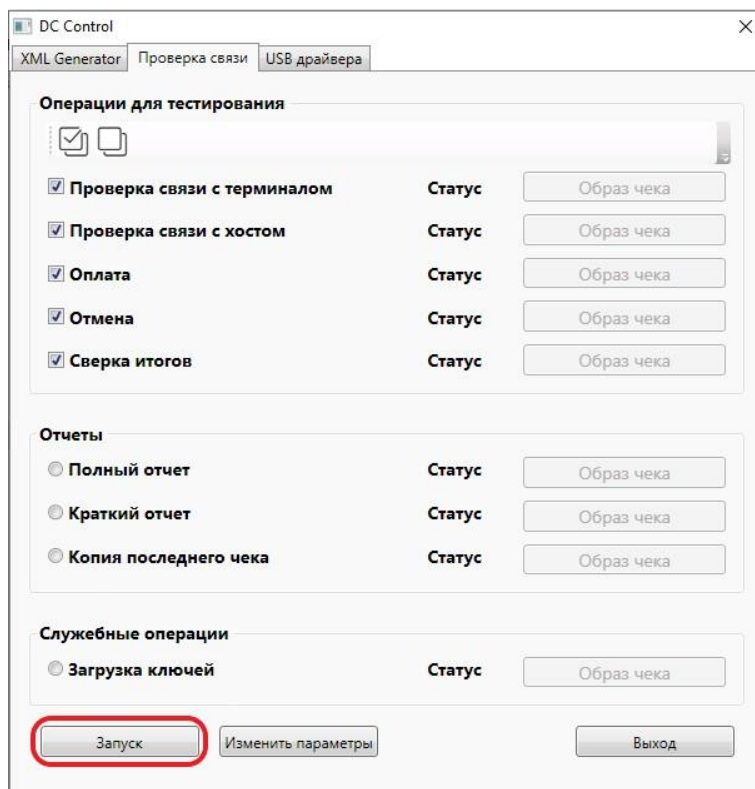 DC Control
XML Generator Проверка связи USB драйвера
Операции для тестирования
Проверка связи с терминалом Статус Образ чека
Проверка связи с хостом Статус Образ чека
Оплата Статус Образ чека
Отмена Статус Образ чека
Сверка итогов Статус Образ чека
Отчеты
Полный отчет Статус Образ чека
Краткий отчет Статус Образ чека
Копия последнего чека Статус Образ чека
Служебные операции
Загрузка ключей Статус Образ чека
Запуск Изменить параметры Выход